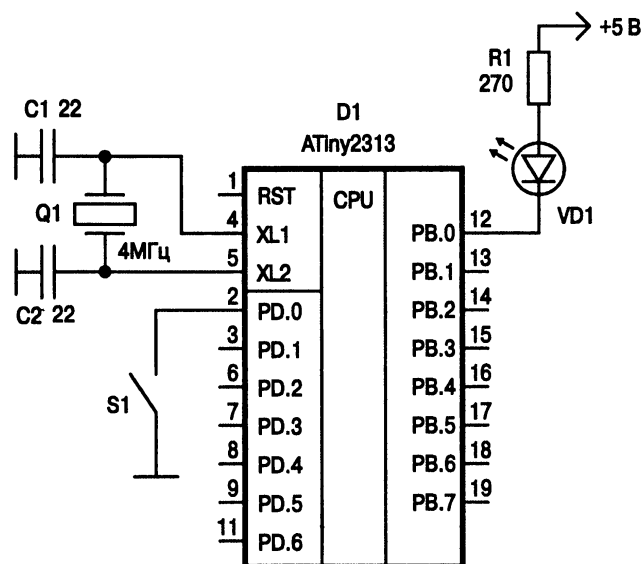 +5 В
R1
270
C1 22
D1
ATiny2313
1
RST
CPU
Q1
4
XL1
PB.0
12
VD1
4МГц
5
XL2
PB.1
13
C2 22
2
PD.0
PB.2
14
3
PD.1
PB.3
15
S1
6
PD.2
PB.4
16
7
PD.3
PB.5
17
8
PD.4
PB.6
18
9
PD.5
PB.7
19
11
PD.6